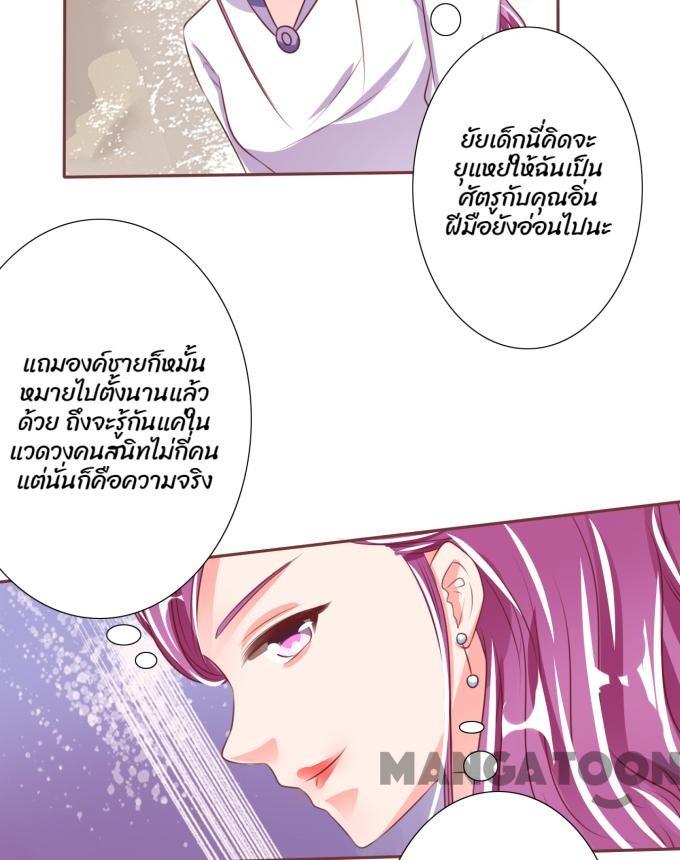 ยัยเด็กนี่คิดจะ
ยุแหย่ให้ฉันเป็น
ศัตรูกับคุณอิ่น
ฝีมือยังอ่อนไปนะ
แถมองค์ชายก็หมั้น
หมายไปตั้งนานแล้ว
ด้วย ถึงจะรู้กันแค่ใน
แวดวงคนสนิทไม่กี่คน
แต่นั่นก็คือความจริง
MANGATOON